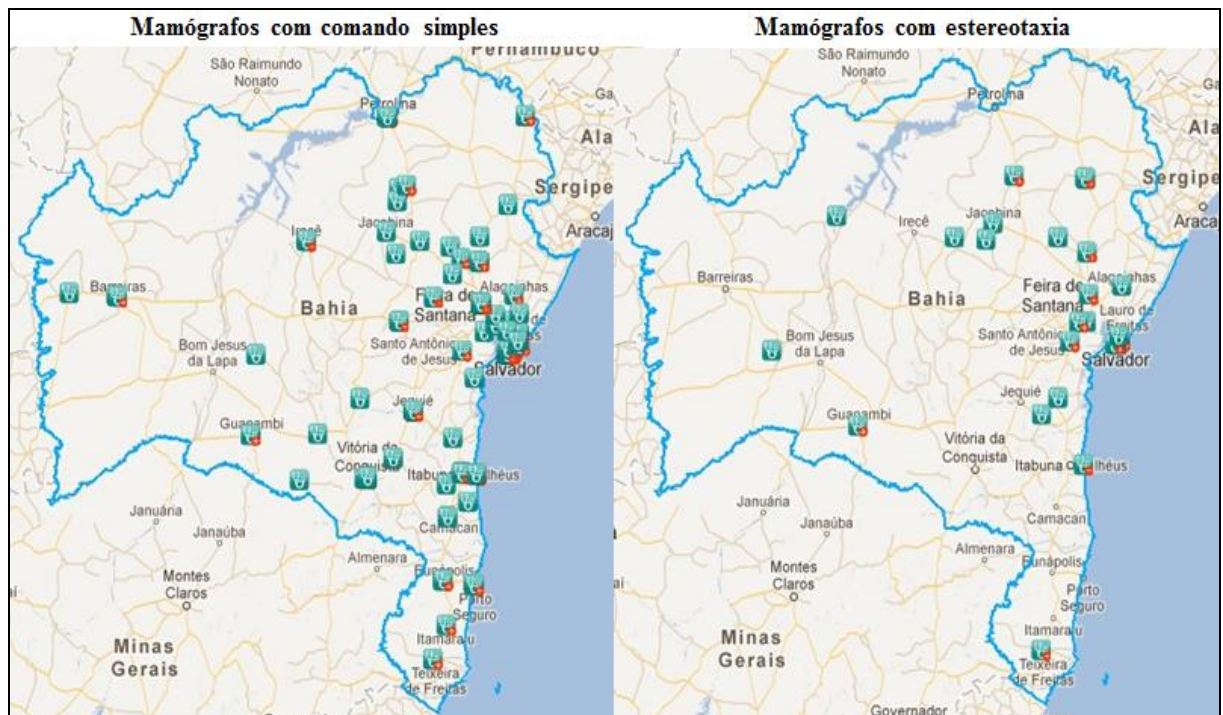 Mamógrafos com comando simples
Pernambuco
São Raimundo
Nonato
Petrolina
Ala
Sergipe
Aracaj
Jacobina
Irecê
Barreiras
Bahia
Alagoinhas
Feira de
Santana
Bom Jesus
da Lapa
Santo Antônio
de Jesus
Salvador
Jequié
Guanambi
Vitória da
Conquista
Itabuna
Ilhéus
Camacan
Januária
Janaúba
Almenara
Eunápolis
Montes
Claros
Porto
Seguro
Minas
Gerais
Itamaraju
Teixeira
de Freitas
Mamógrafos com estereotaxia
São Raimundo
Nonato
Petrolina
Ala
Sergipe
Araca
Jacobina
Irecê
Barreiras
Bahia
Alagoinhas
Feira de
Santana
Lauro de
Freitas
Bom Jesus
da Lapa
Santo Antônio
de Jesus
Salvador
Jequié
Guanambi
Vitória da
Conquista
Itabuna
Ilhéus
Camacan
Januária
Janaúba
Almenara
Eunápolis
Montes
Claros
Porto
Seguro
Itamaraju
Minas
Gerais
Teixeira
de Freitas
Governador